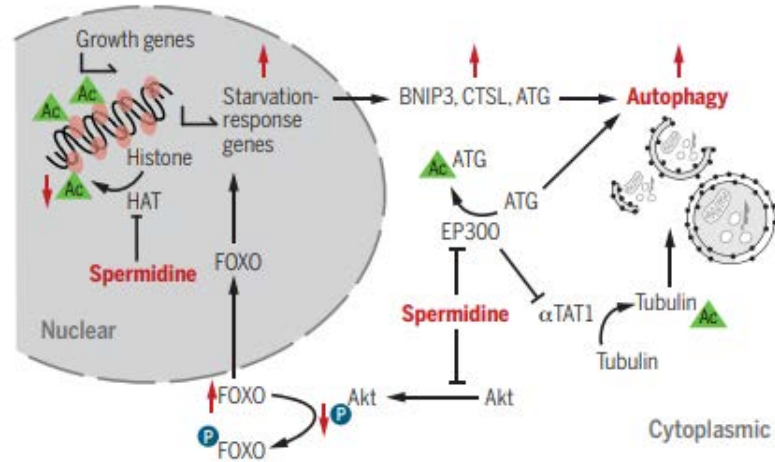 Growth genes
Ac
Ac
Starvation-
response
genes
BNIP3, CTSL, ATG
Autophagy
Histone
Ac
HAT
Ac ATG
ATG
EP300
Spermidine
FOXO
Nuclear
Spermidine
αTAT1
Tubulin
Ac
Tubulin
FOXO
P
Akt
Akt
P
FOXO
Cytoplasmic